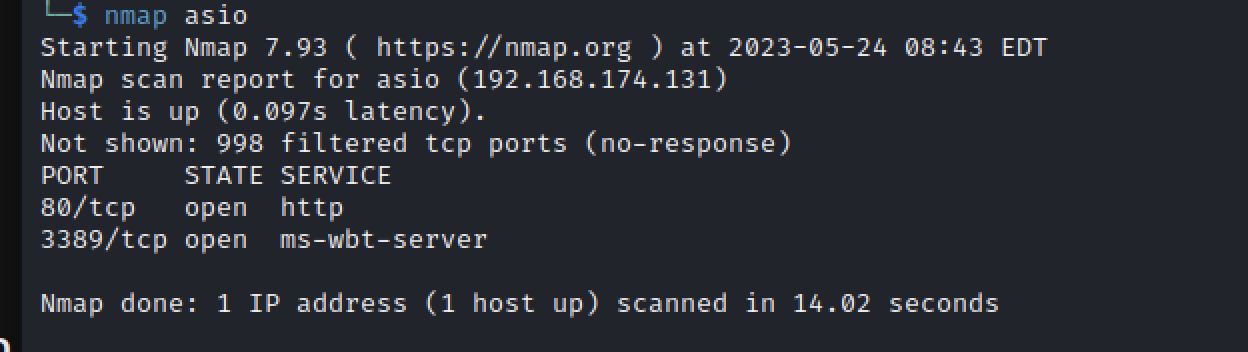 └─$ nmap asio
Starting Nmap 7.93 ( https://nmap.org ) at 2023-05-24 08:43 EDT
Nmap scan report for asio (192.168.174.131)
Host is up (0.097s latency).
Not shown: 998 filtered tcp ports (no-response)
PORT     STATE SERVICE
80/tcp   open  http
3389/tcp open  ms-wbt-server
Nmap done: 1 IP address (1 host up) scanned in 14.02 seconds